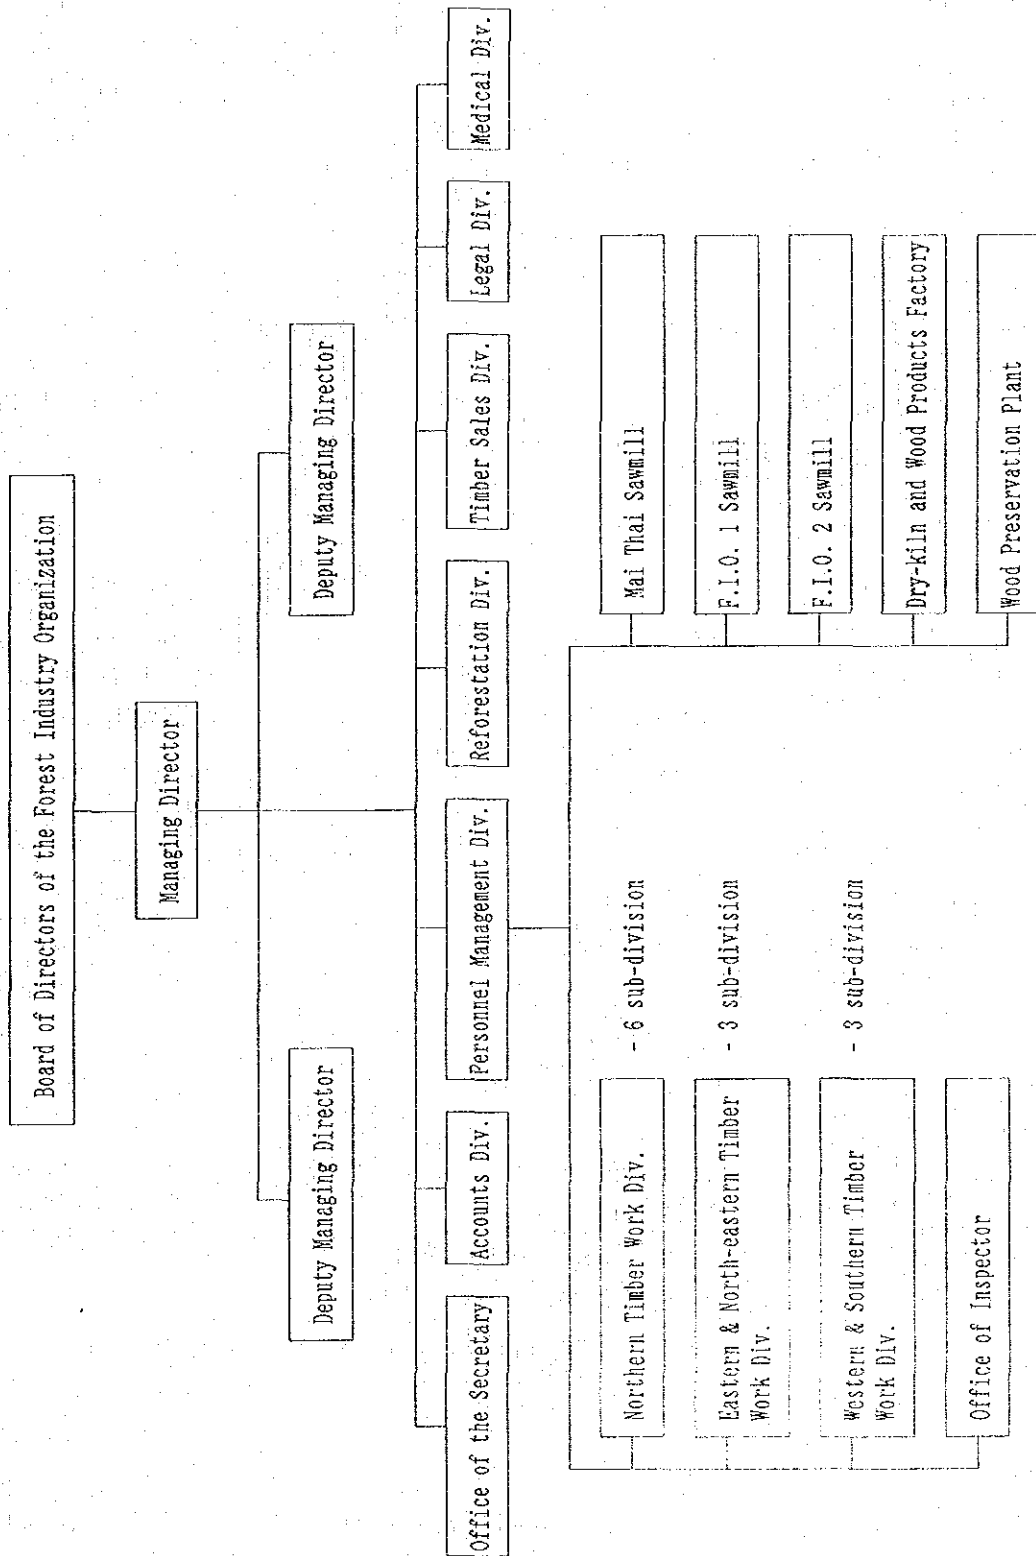 Board of Directors of the Forest Industry Organization
Managing Director
Deputy Managing Director
Deputy Managing Director
Office of the Secretary
Accounts Div.
Personnel Management Div.
Reforestation Div.
Timber Sales Div.
Legal Div.
Medical Div.
Northern Timber Work Div.
- 6 sub-division
Eastern & North-eastern Timber
Work Div.
- 3 sub-division
Western & Southern Timber
Work Div.
- 3 sub-division
Office of Inspector
Mai Thai Sawmill
F.I.O. 1 Sawmill
F.I.O. 2 Sawmill
Dry-kiln and Wood Products Factory
Wood Preservation Plant